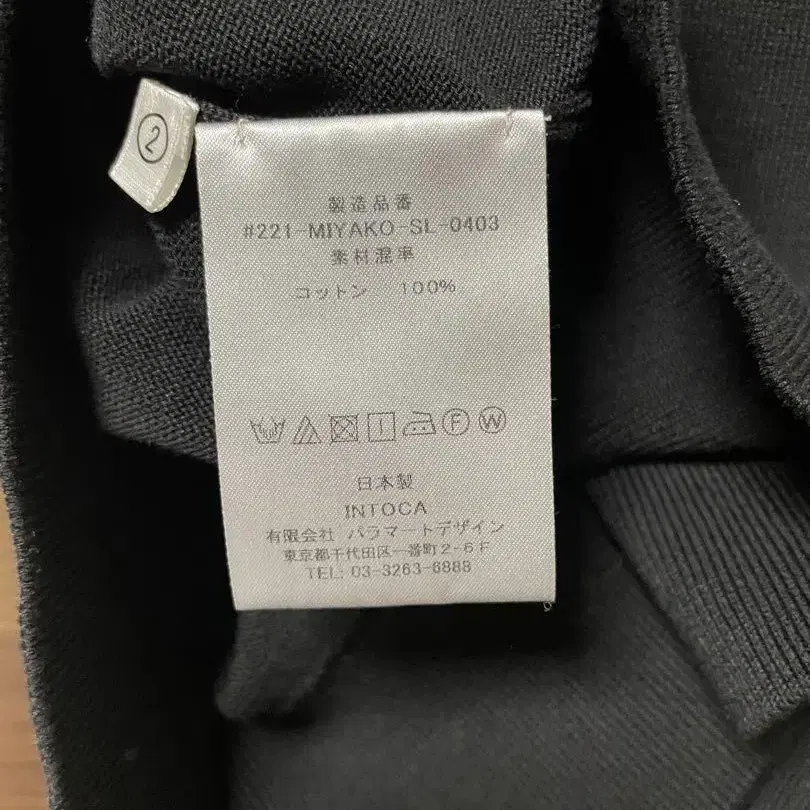 ②
製造品番
#221-MIYAKO-SL-0403
素材混率
コットン 100%
F W
日本製
INTOCA
有限会社 パラマートデザイン
東京都千代田区一番町2-6F
TEL: 03-3263-6888